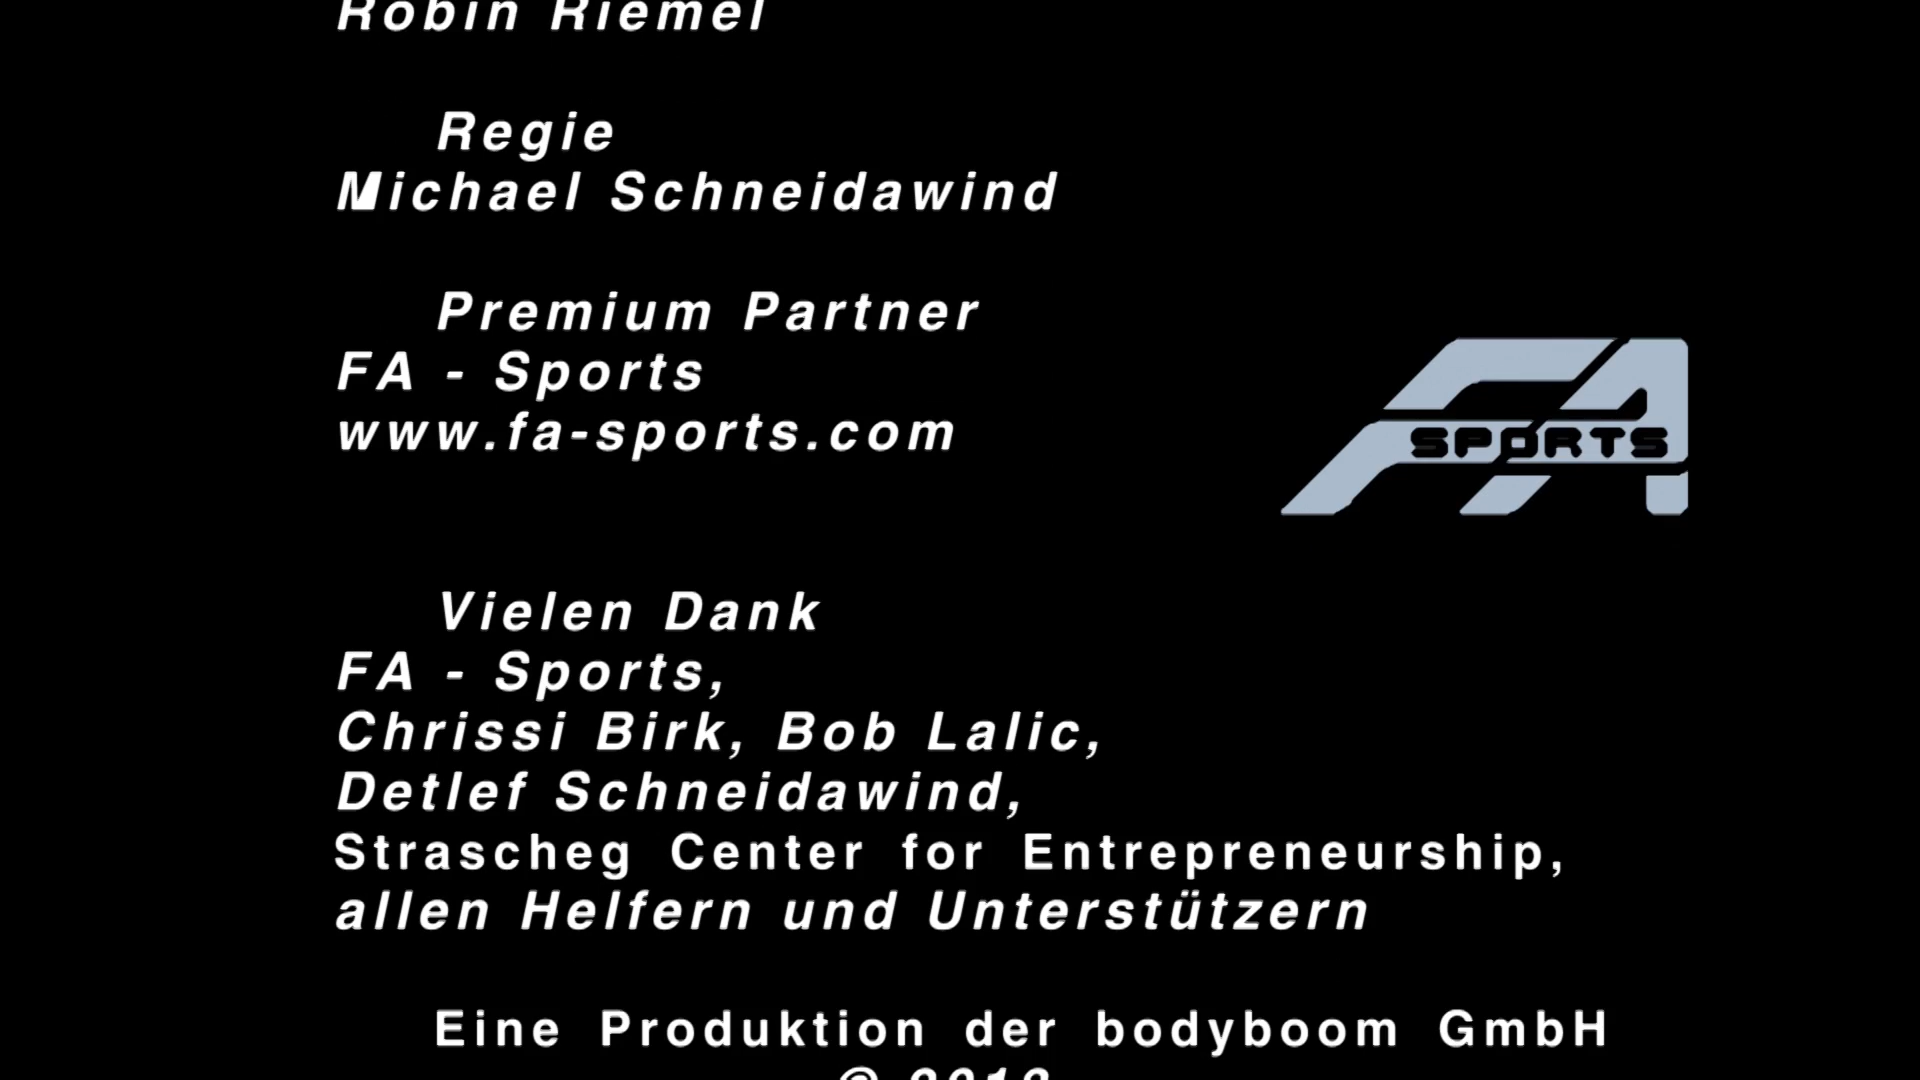 Robin Riemel
Regie
Michael Schneidawind
Premium Partner
FA - Sports
www.fa-sports.com
FA
SPORTS
Vielen Dank
FA - Sports,
Chrissi Birk, Bob Lalic,
Detlef Schneidawind,
Strascheg Center for Entrepreneurship,
allen Helfern und Unterstützern
Eine Produktion der bodyboom GmbH